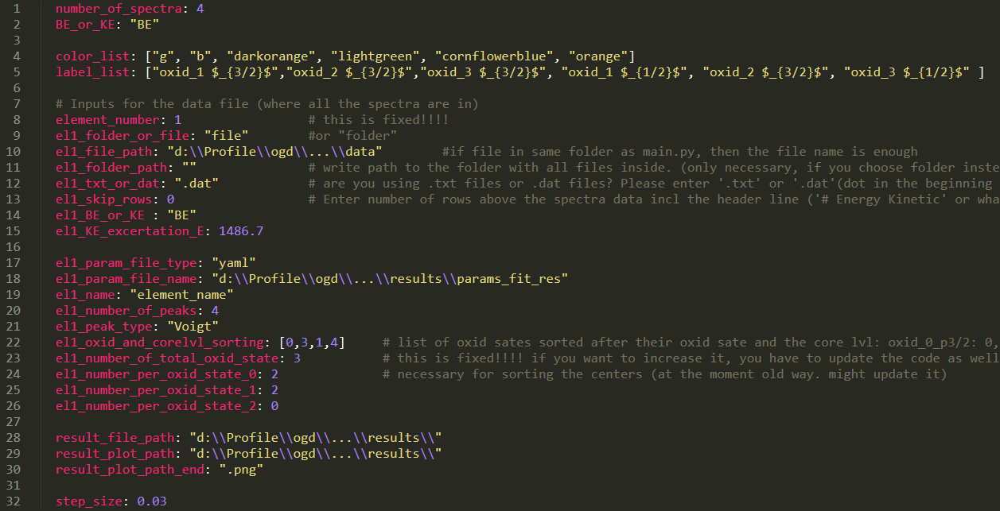 1 number_of_spectra: 4
2 BE_or_KE: "BE"
3
4 color_list: ["g", "b", "darkorange", "lightgreen", "cornflowerblue", "orange"]
5 label_list: ["oxid_1 $_{3/2}$","oxid_2 $_{3/2}$","oxid_3 $_{3/2}$", "oxid_1 $_{1/2}$", "oxid_2 $_{3/2}$", "oxid_3 $_{1/2}$" ]
6
7 # Inputs for the data file (where all the spectra are in)
8 element_number: 1 # this is fixed!!!!
9 el1_folder_or_file: "file" #or "folder"
10 el1_file_path: "d:\\Profile\\ogd\\...\\data" #if file in same folder as main.py, then the file name is enough
11 el1_folder_path: "" # write path to the folder with all files inside. (only necessary, if you choose folder inste
12 el1_txt_or_dat: ".dat" # are you using .txt files or .dat files? Please enter '.txt' or '.dat'(dot in the beginning
13 el1_skip_rows: 0 # Enter number of rows above the spectra data incl the header line ('# Energy Kinetic' or wha
14 el1_BE_or_KE : "BE"
15 el1_KE_excertation_E: 1486.7
16
17 el1_param_file_type: "yaml"
18 el1_param_file_name: "d:\\Profile\\ogd\\...\\results\\params_fit_res"
19 el1_name: "element_name"
20 el1_number_of_peaks: 4
21 el1_peak_type: "Voigt"
22 el1_oxid_and_corelvl_sorting: [0,3,1,4] # list of oxid sates sorted after their oxid sate and the core lvl: oxid_0_p3/2: 0,
23 el1_number_of_total_oxid_state: 3 # this is fixed!!!! if you want to increase it, you have to update the code as well
24 el1_number_per_oxid_state_0: 2 # necessary for sorting the centers (at the moment old way. might update it)
25 el1_number_per_oxid_state_1: 2
26 el1_number_per_oxid_state_2: 0
27
28 result_file_path: "d:\\Profile\\ogd\\...\\results\\"
29 result_plot_path: "d:\\Profile\\ogd\\...\\results\\"
30 result_plot_path_end: ".png"
31
32 step_size: 0.03